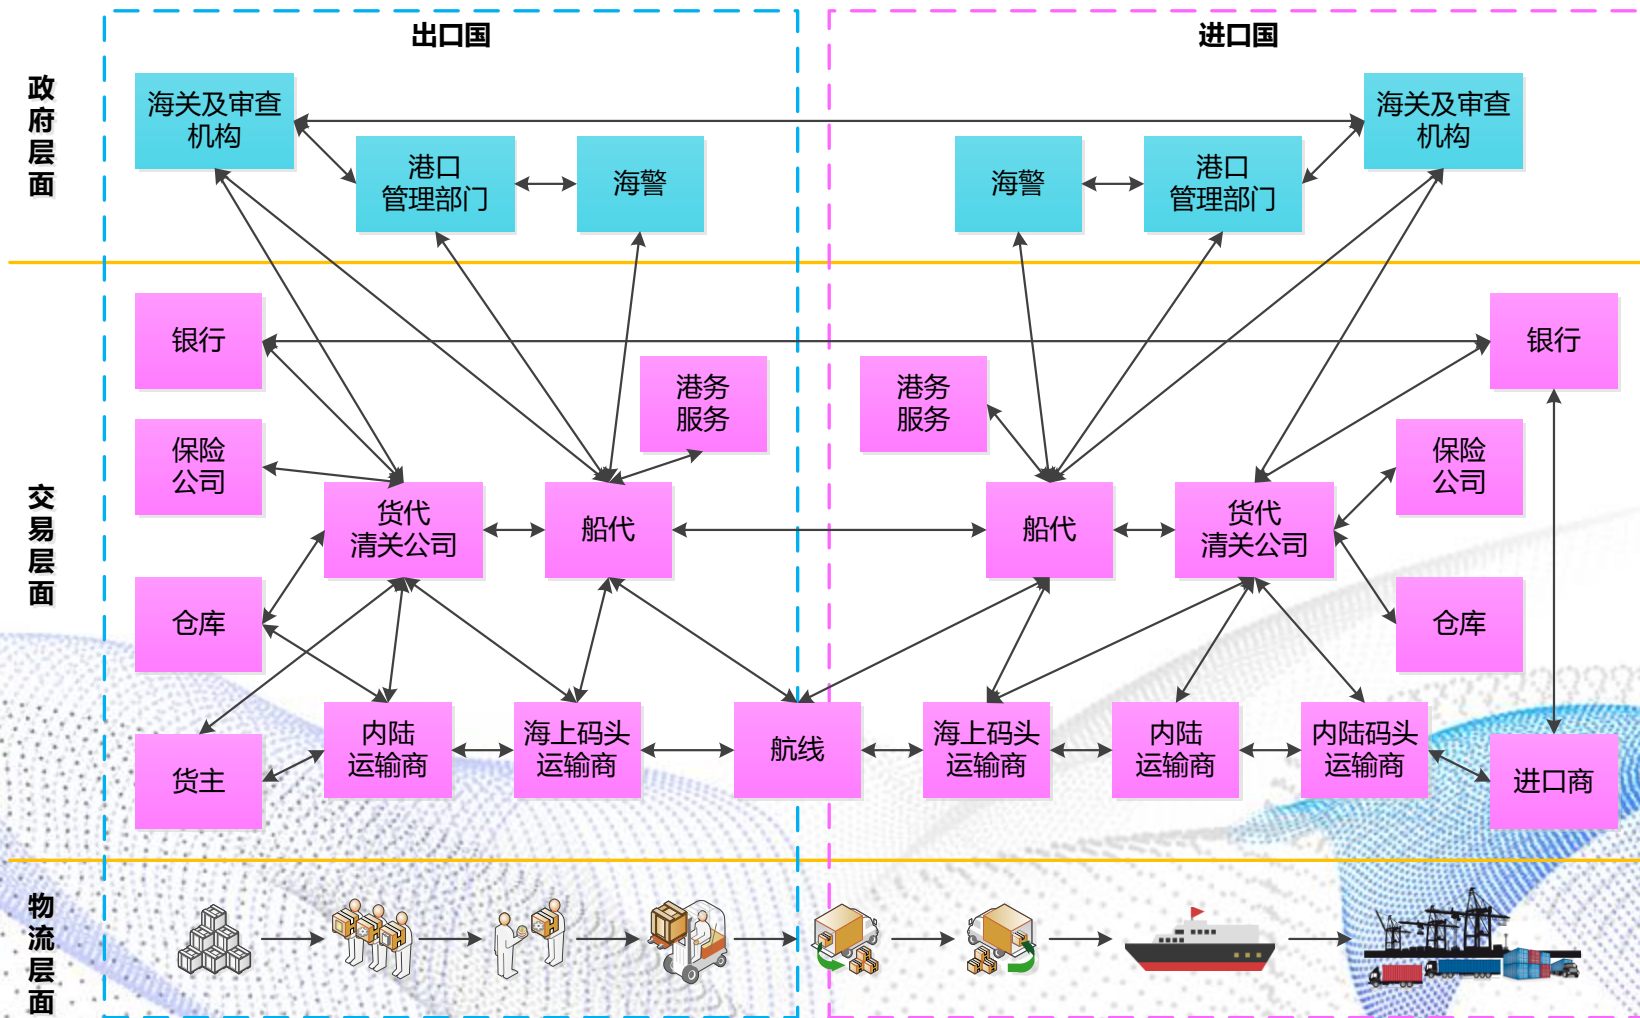 出口国
进口国
政府层面
海关及审查
机构
港口
管理部门
海警
海警
港口
管理部门
海关及审查
机构
交易层面
银行
保险
公司
港务
服务
货代
清关公司
船代
仓库
货主
内陆
运输商
海上码头
运输商
航线
港务
服务
船代
货代
清关公司
银行
保险
公司
仓库
海上码头
运输商
内陆
运输商
内陆码头
运输商
进口商
物流层面